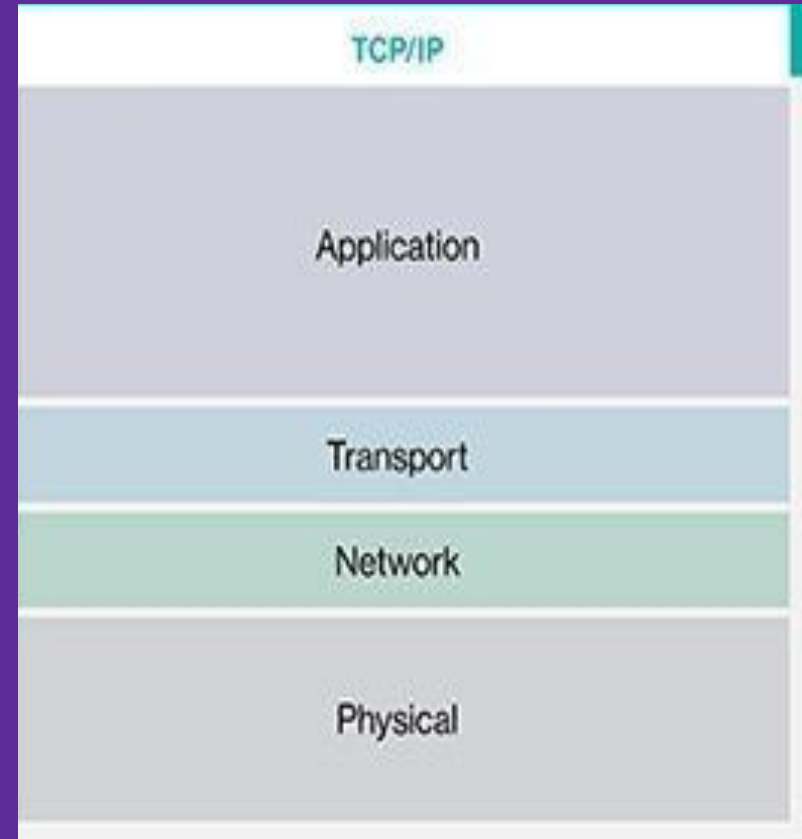 TCP/IP
Application
Transport
Network
Physical